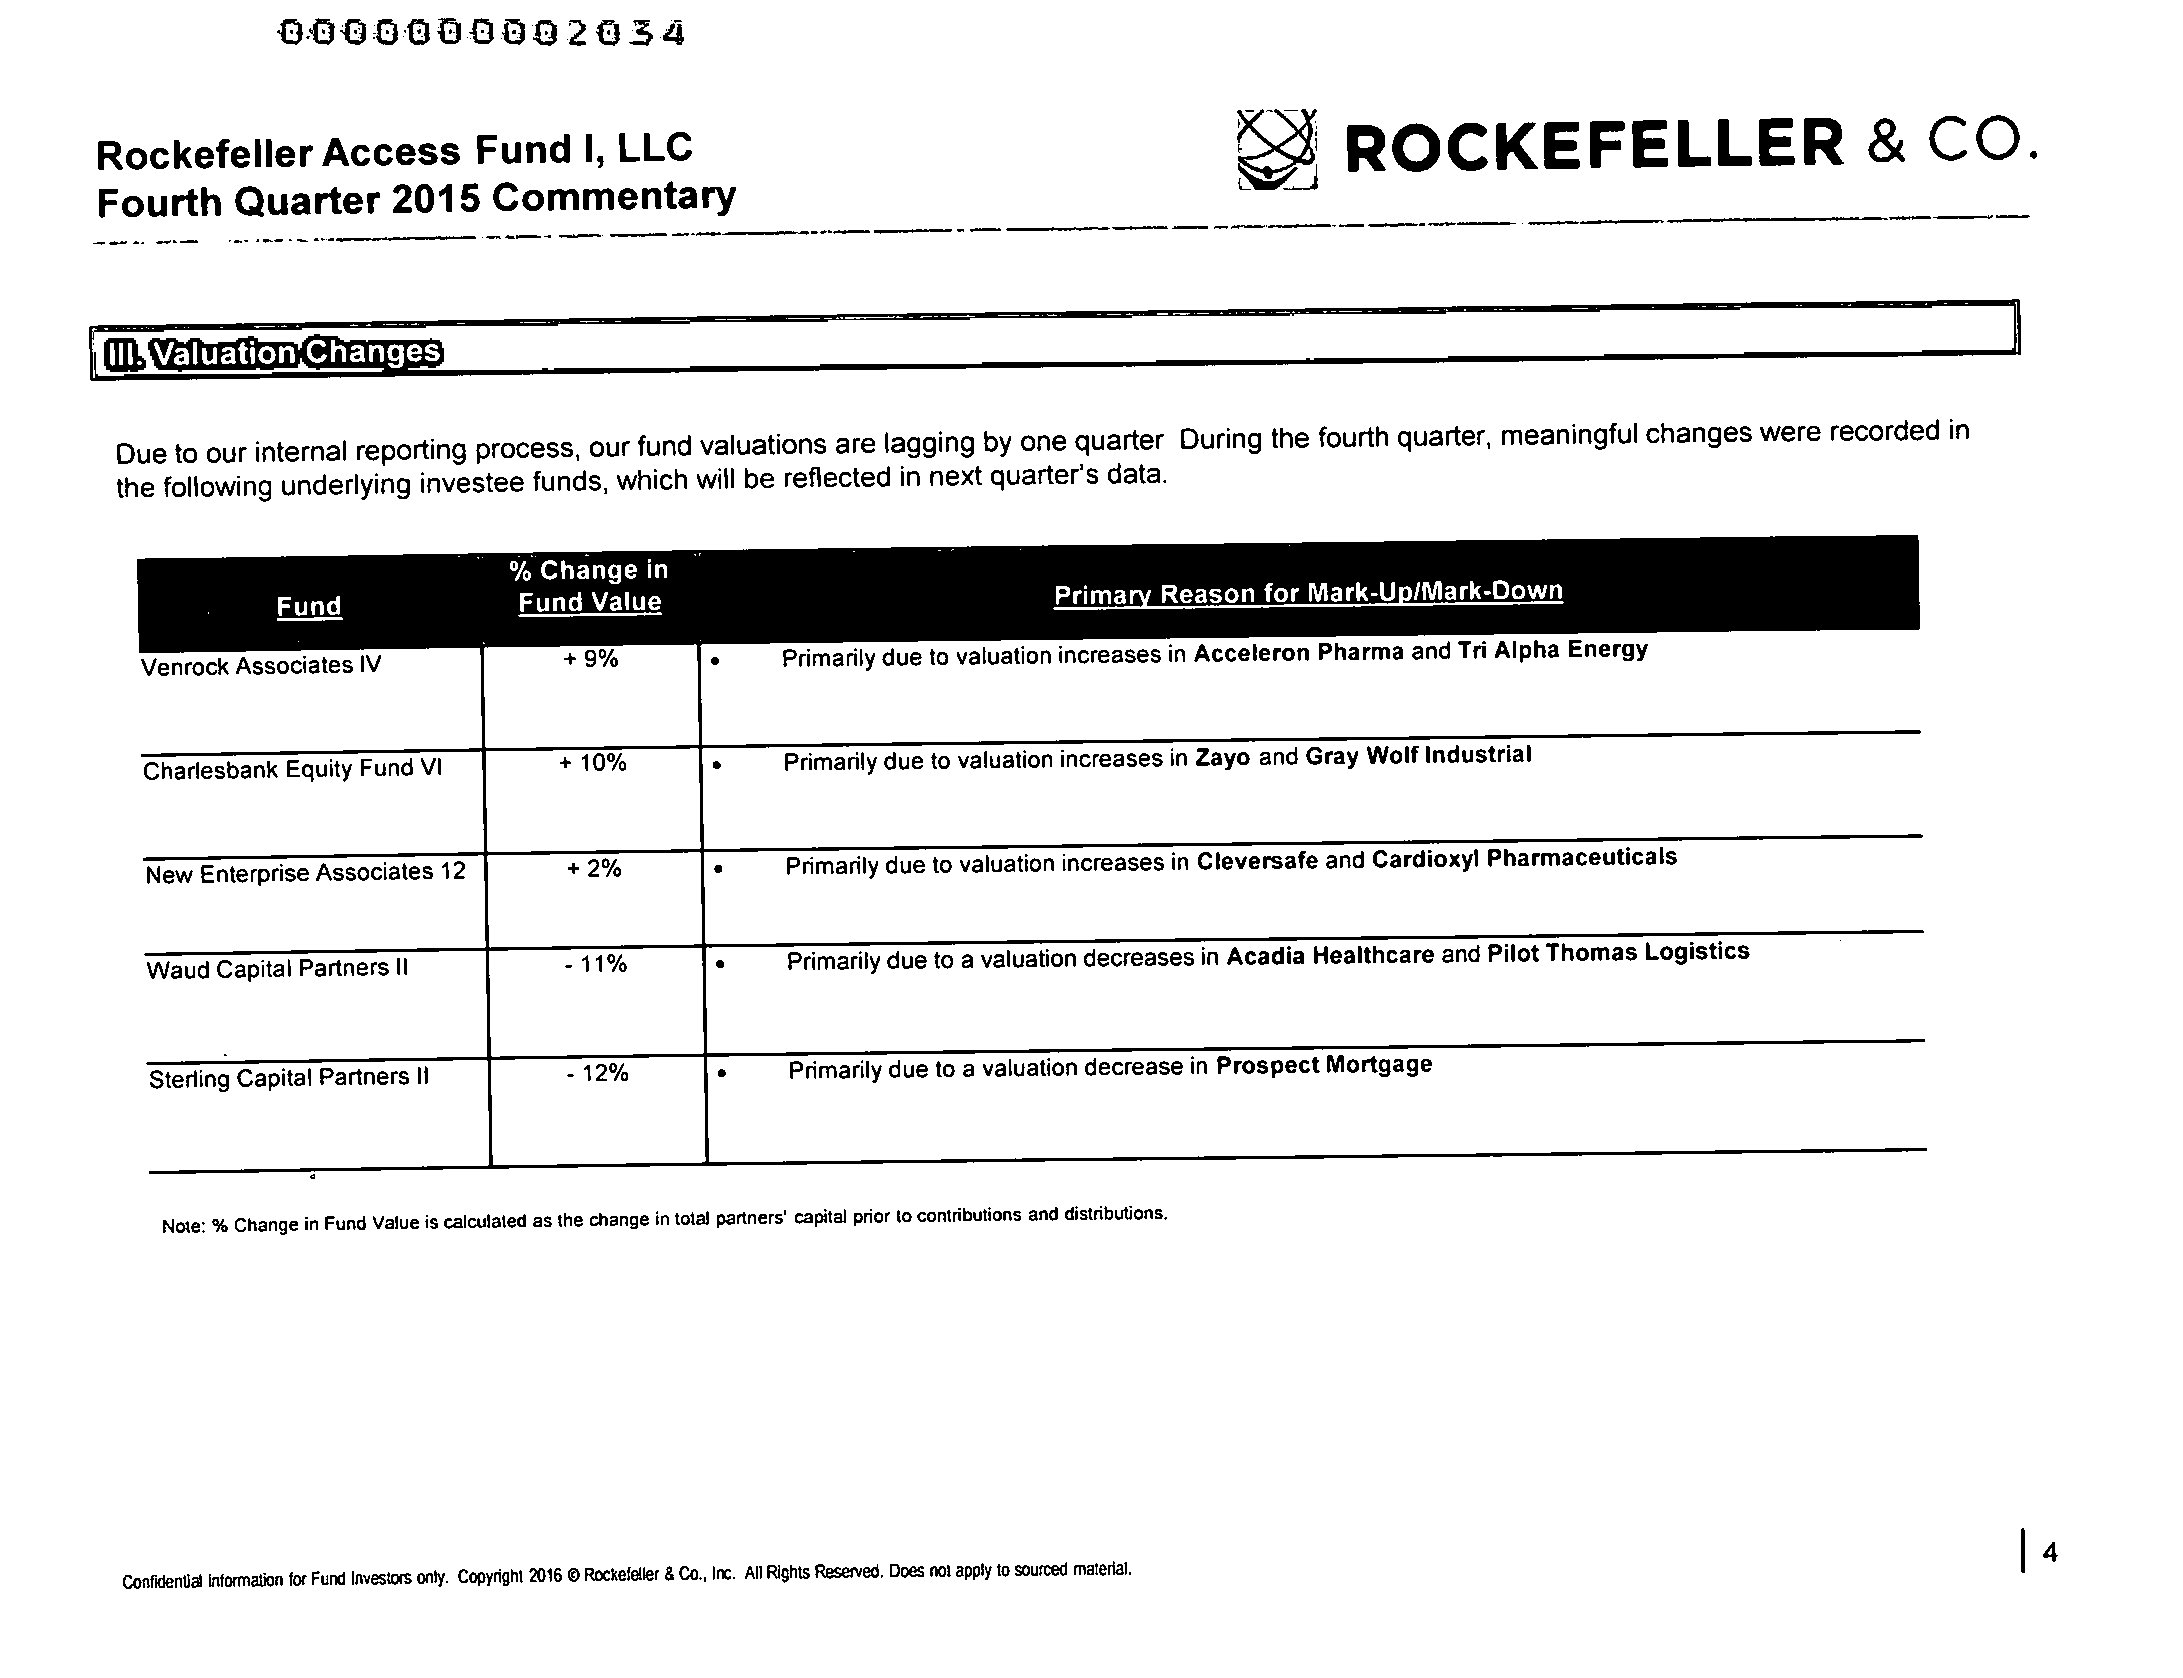 0000000002034
Rockefeller Access Fund I, LLC
Fourth Quarter 2015 Commentary
ROCKEFELLER & CO.
III. Valuation Changes
Due to our internal reporting process, our fund valuations are lagging by one quarter During the fourth quarter, meaningful changes were recorded in
the following underlying investee funds, which will be reflected in next quarter's data.
Fund
% Change in
Fund Value
Primary Reason for Mark-Up/Mark-Down
Venrock Associates IV + 9% • Primarily due to valuation increases in Acceleron Pharma and Tri Alpha Energy
Charlesbank Equity Fund VI + 10% • Primarily due to valuation increases in Zayo and Gray Wolf Industrial
New Enterprise Associates 12 + 2% • Primarily due to valuation increases in Cleversafe and Cardioxyl Pharmaceuticals
Waud Capital Partners II - 11% • Primarily due to a valuation decreases in Acadia Healthcare and Pilot Thomas Logistics
Sterling Capital Partners II - 12% • Primarily due to a valuation decrease in Prospect Mortgage
Note: % Change in Fund Value is calculated as the change in total partners' capital prior to contributions and distributions.
Confidential Information for Fund Investors only. Copyright 2016 © Rockefeller & Co., Inc. All Rights Reserved. Does not apply to sourced material.
4